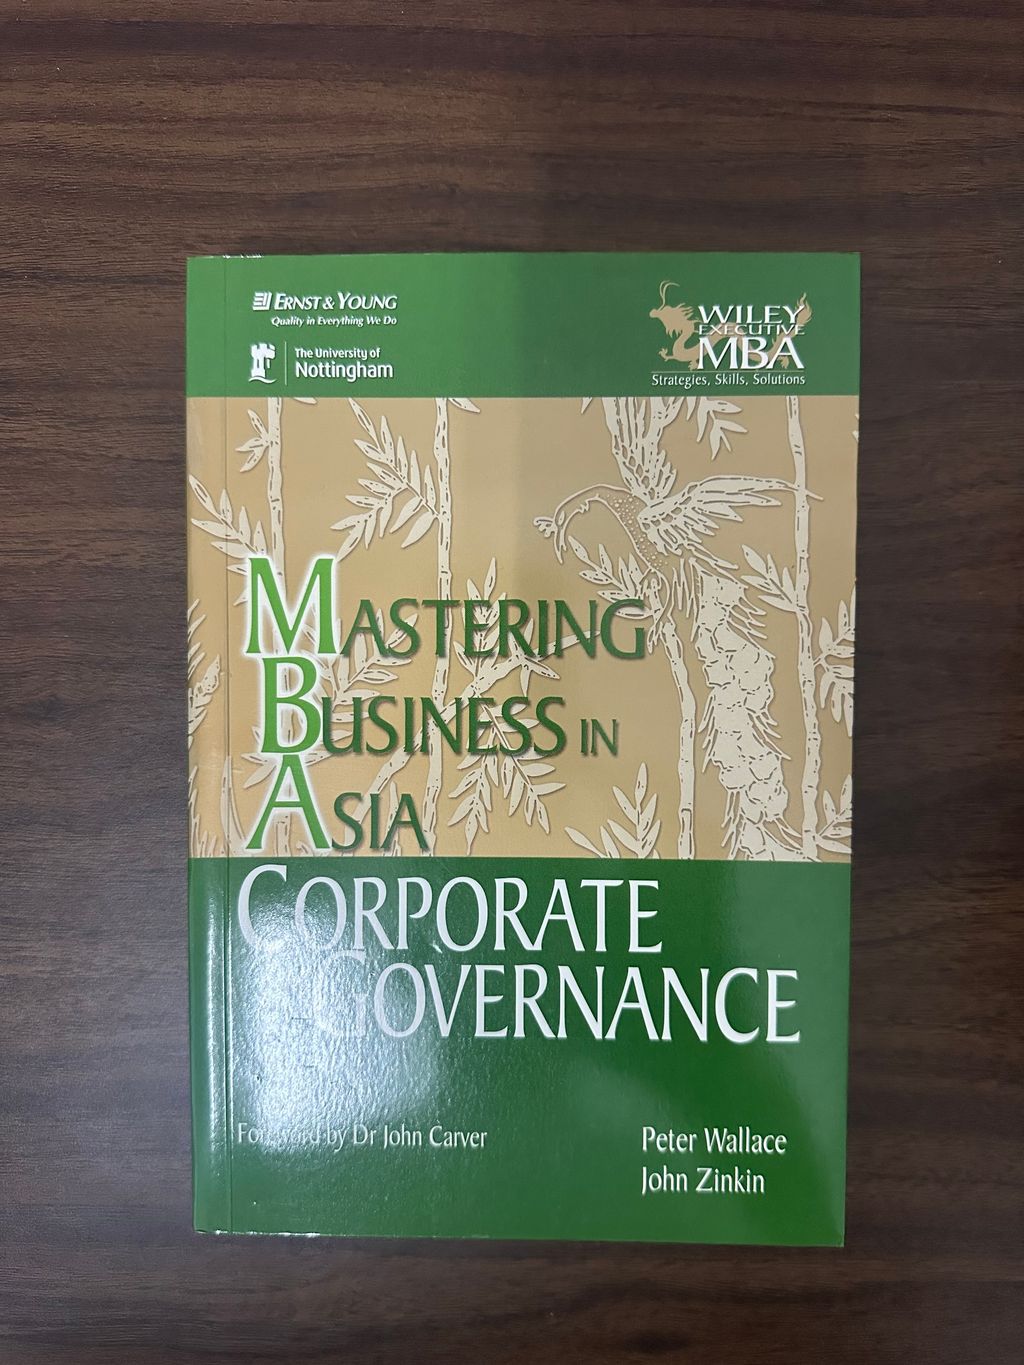 ERNST & YOUNG
Quality in Everything We Do
The University of
Nottingham
WILEY
EXECUTIVE
MBA
Strategies, Skills, Solutions
MASTERING
BUSINESS IN
ASIA
CORPORATE
GOVERNANCE
Foreword by Dr John Carver
Peter Wallace
John Zinkin